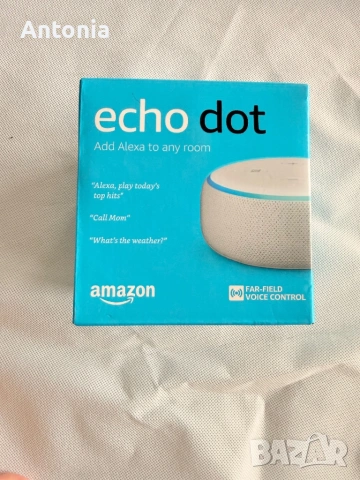 Antonia
echo dot
Add Alexa to any room
"Alexa, play today's
top hits"
"Call Mom"
"What's the weather?"
amazon
FAR-FIELD
VOICE CONTROL
BAZAR